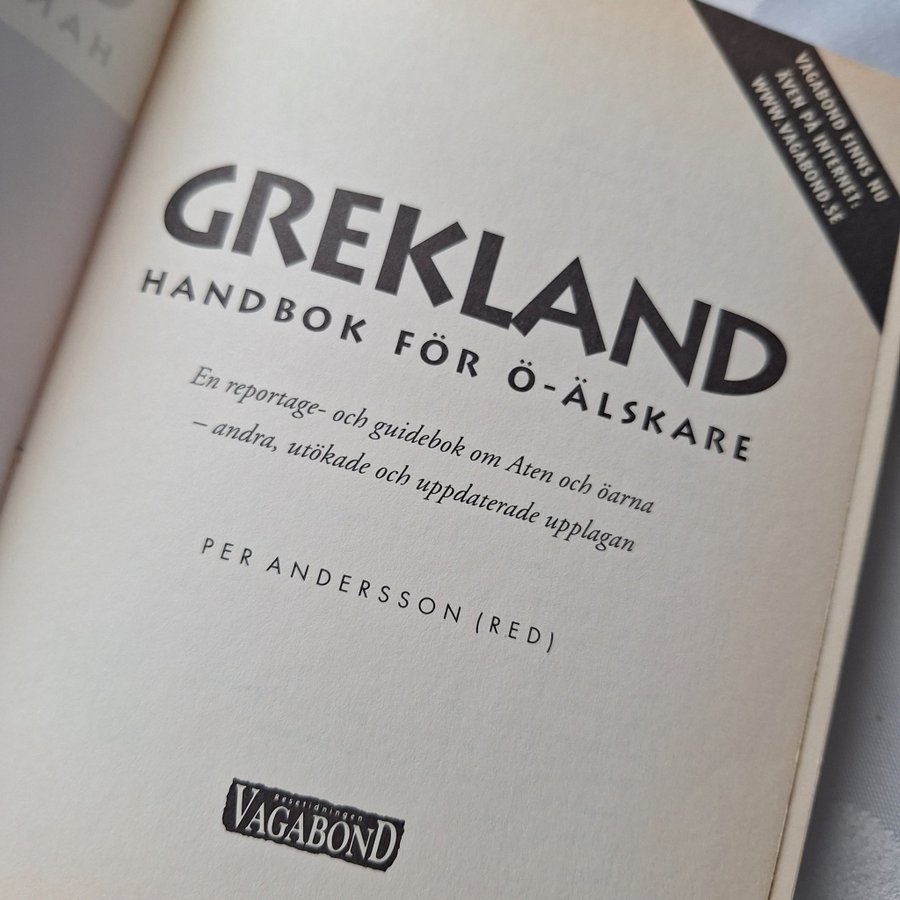 VAGABOND FINNS NU
ÄVEN PÅ INTERNET:
WWW.VAGABOND.SE
GREKLAND
HANDBOK FÖR Ö-ÄLSKARE
En reportage- och guidebok om Aten och öarna
– andra, utökade och uppdaterade upplagan
PER ANDERSSON (RED)
Resetidningen
VAGABOND